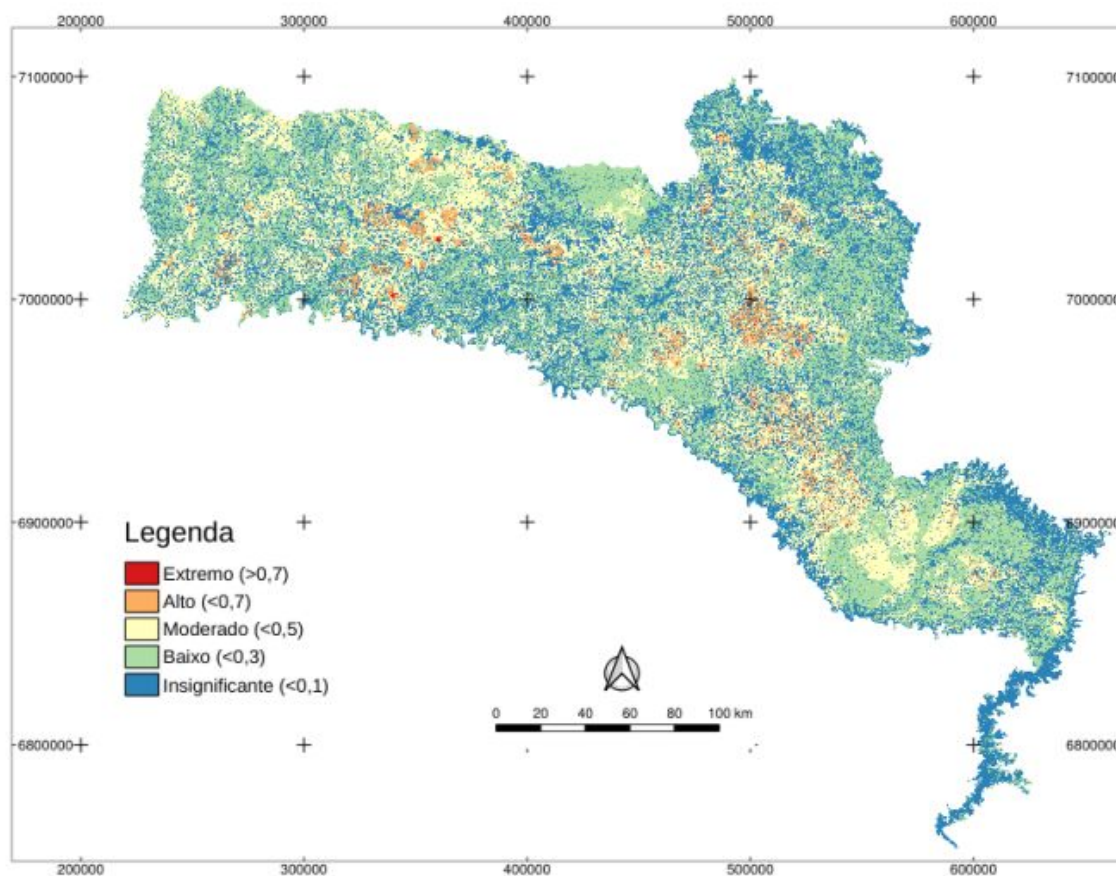 200000 300000 400000 500000 600000
7100000 7100000
7000000 7000000
6900000 6900000
Legenda
Extremo (>0,7)
Alto (<0,7)
Moderado (<0,5)
Baixo (<0,3)
Insignificante (<0,1)
0 20 40 60 80 100 km
6800000 6800000
200000 300000 400000 500000 600000